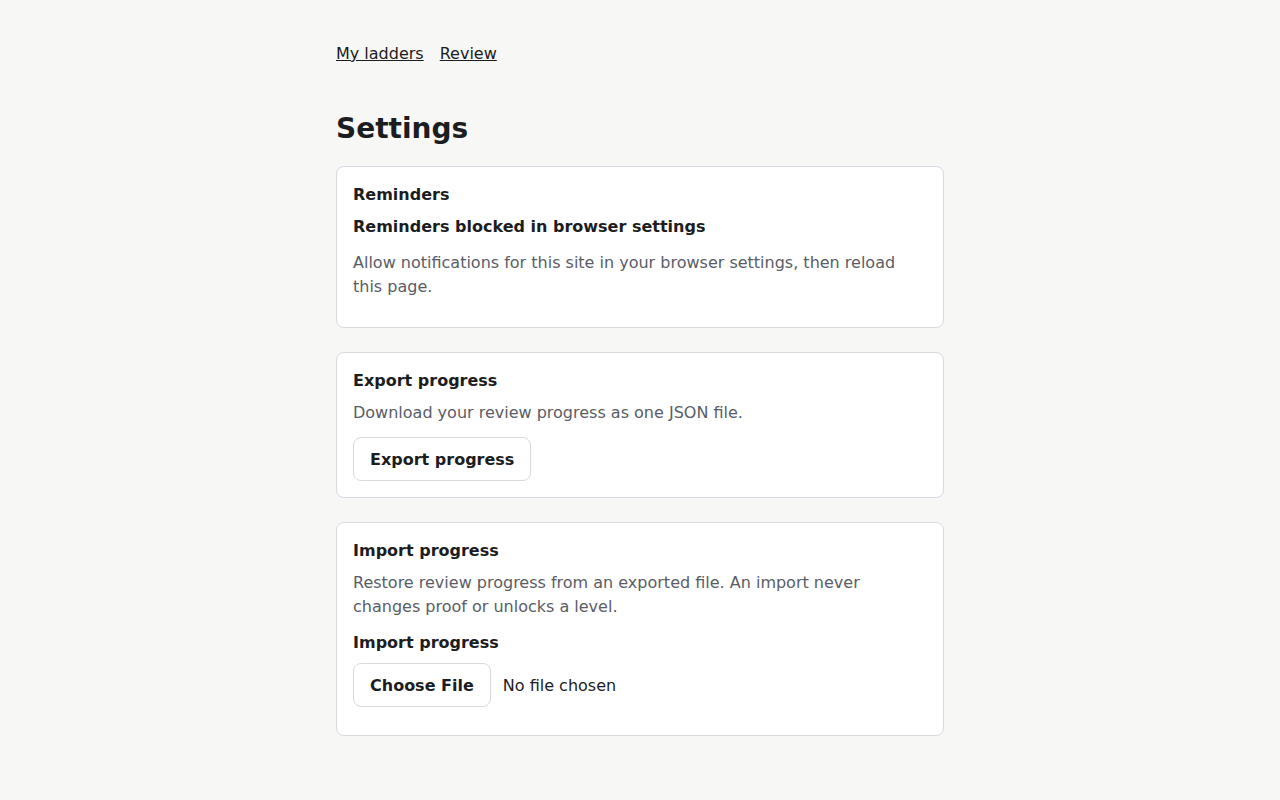 My ladders Review
Settings
Reminders
Reminders blocked in browser settings
Allow notifications for this site in your browser settings, then reload
this page.
Export progress
Download your review progress as one JSON file.
Export progress
Import progress
Restore review progress from an exported file. An import never
changes proof or unlocks a level.
Import progress
Choose File No file chosen